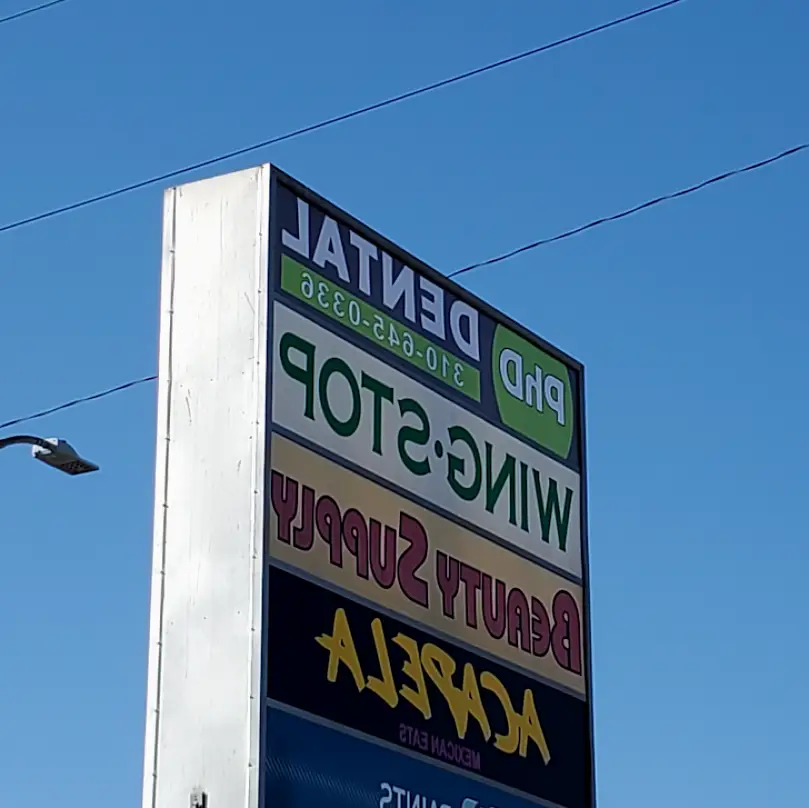 PhD DENTAL
310-645-0336
WING·STOP
BEAUTY SUPPLY
ACAPELA
MEXICAN EATS